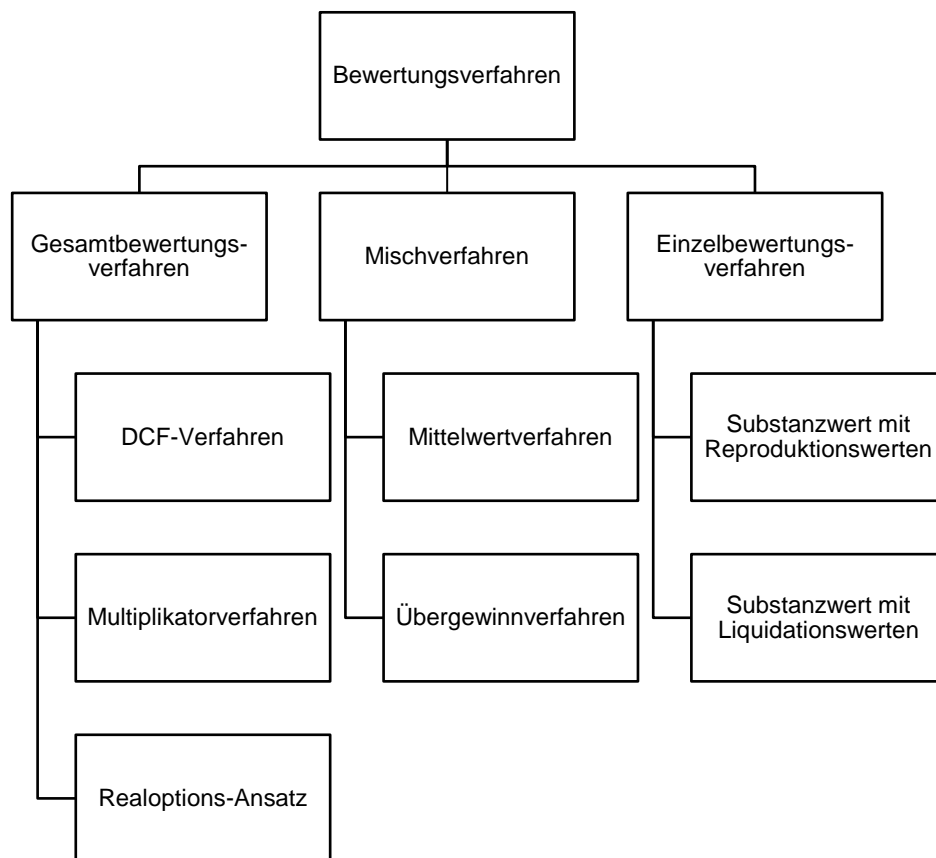 Bewertungsverfahren
Gesamtbewertungs-
verfahren
Mischverfahren
Einzelbewertungs-
verfahren
DCF-Verfahren
Mittelwertverfahren
Substanzwert mit
Reproduktionswerten
Multiplikatorverfahren
Übergewinnverfahren
Substanzwert mit
Liquidationswerten
Realoptions-Ansatz